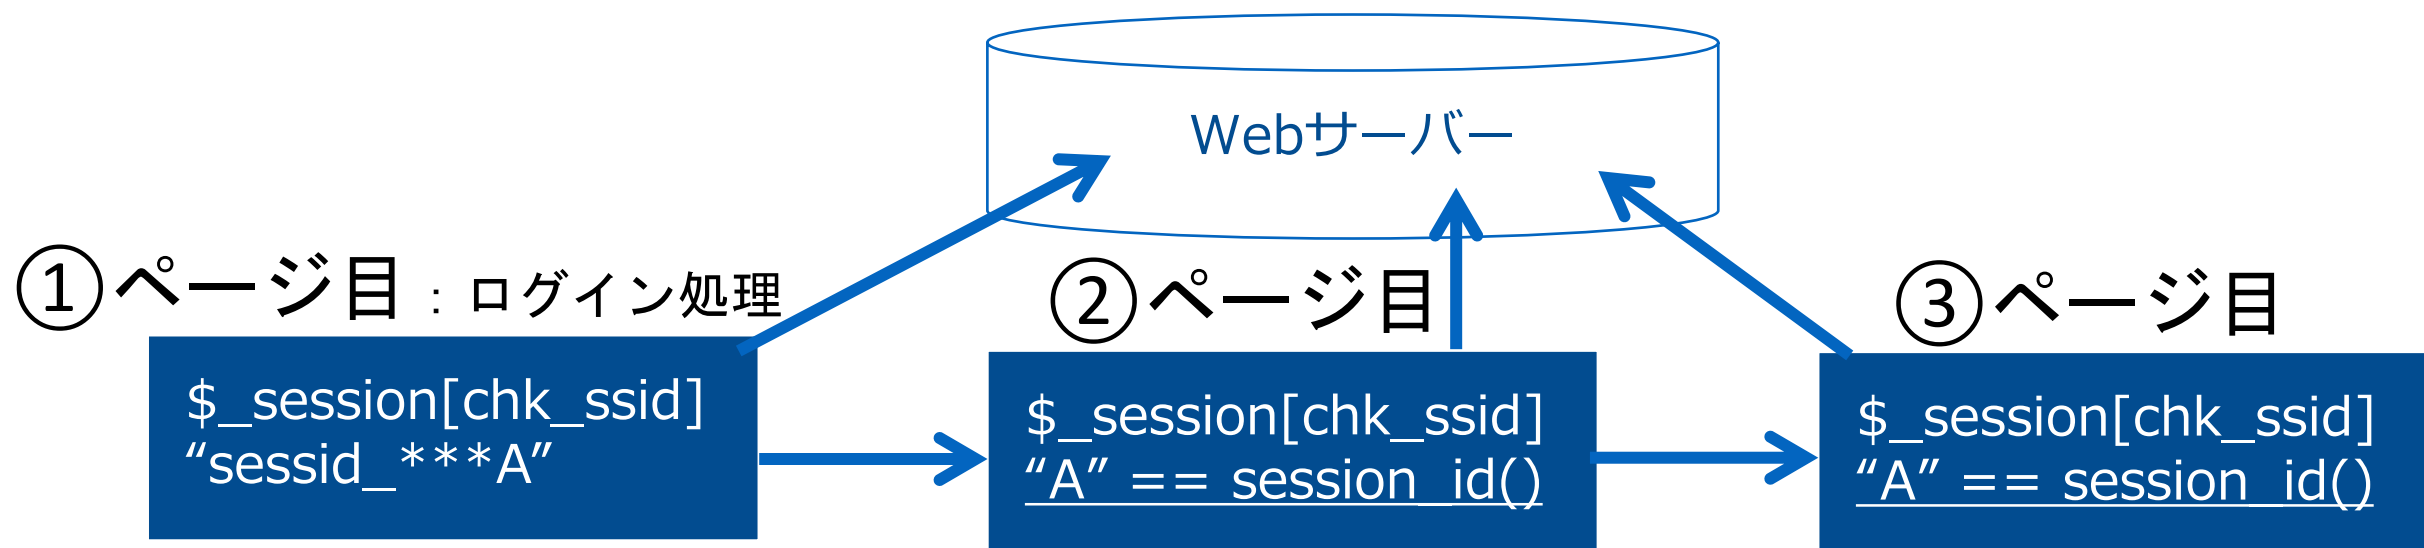 Webサーバー
①ページ目：ログイン処理
$_session[chk_ssid]
“sessid_***A”
②ページ目
$_session[chk_ssid]
“A” == session_id()
③ページ目
$_session[chk_ssid]
“A” == session_id()